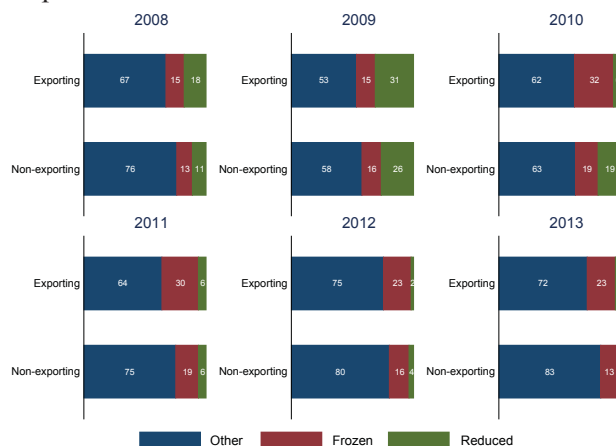 2008 2009 2010
Exporting 67 15 18 Exporting 53 15 31 Exporting 62 32
Non-exporting 76 13 11 Non-exporting 58 16 26 Non-exporting 63 19 19
2011 2012 2013
Exporting 64 30 6 Exporting 75 23 2 Exporting 72 23
Non-exporting 75 19 6 Non-exporting 80 16 4 Non-exporting 83 13
Other Frozen Reduced